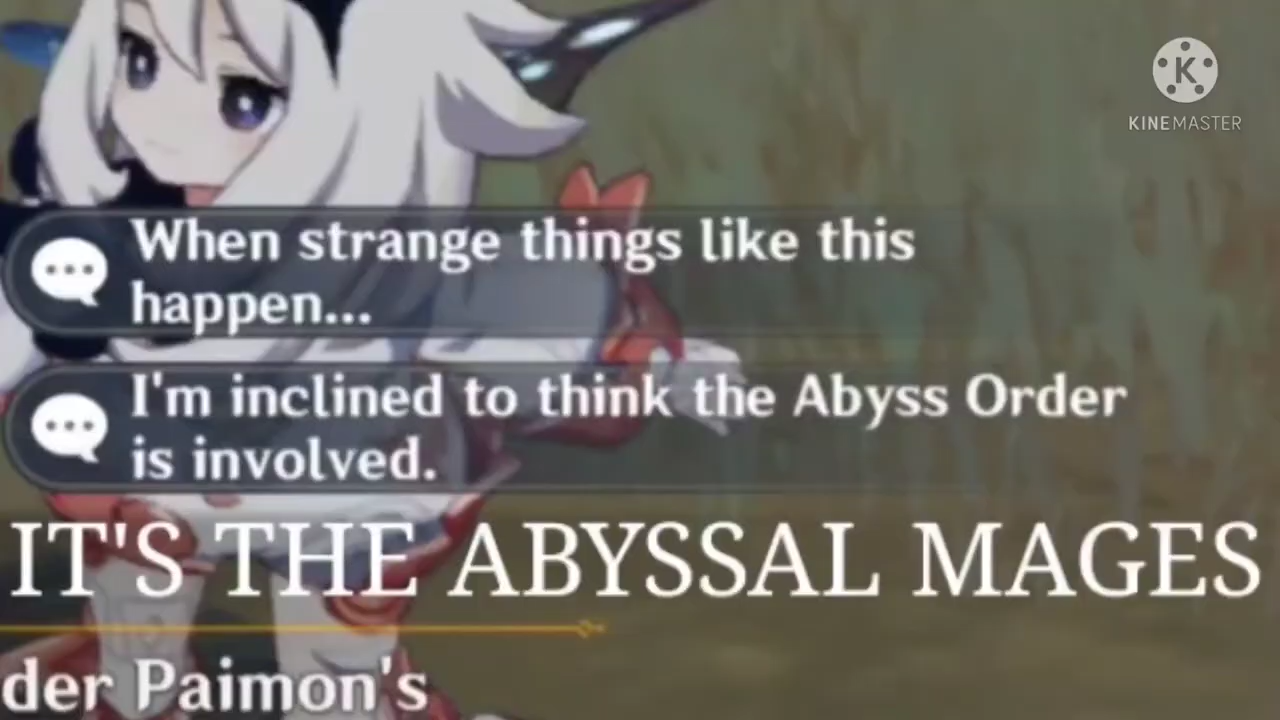 KINEMASTER
When strange things like this
happen...
I'm inclined to think the Abyss Order
is involved.
IT'S THE ABYSSAL MAGES
der Paimon's